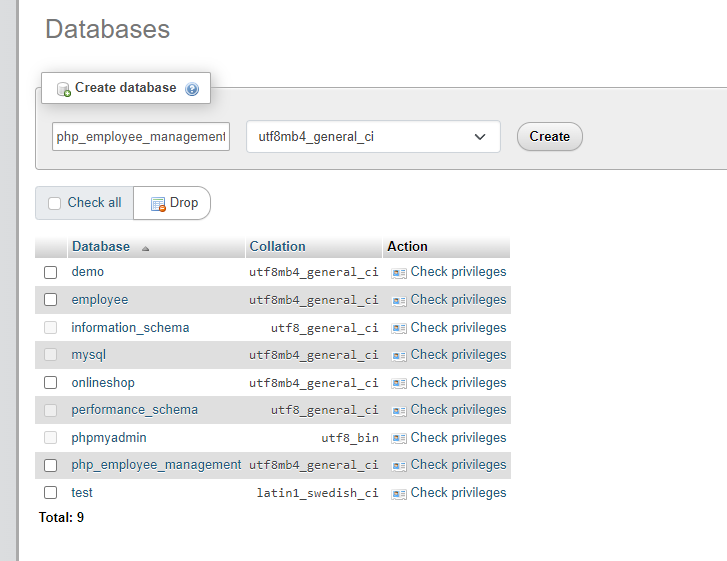 Databases
Create database
php_employee_management utf8mb4_general_ci Create
Check all Drop
Database Collation Action
demo utf8mb4_general_ci Check privileges
employee utf8mb4_general_ci Check privileges
information_schema utf8_general_ci Check privileges
mysql utf8mb4_general_ci Check privileges
onlineshop utf8mb4_general_ci Check privileges
performance_schema utf8_general_ci Check privileges
phpmyadmin utf8_bin Check privileges
php_employee_management utf8mb4_general_ci Check privileges
test latin1_swedish_ci Check privileges
Total: 9